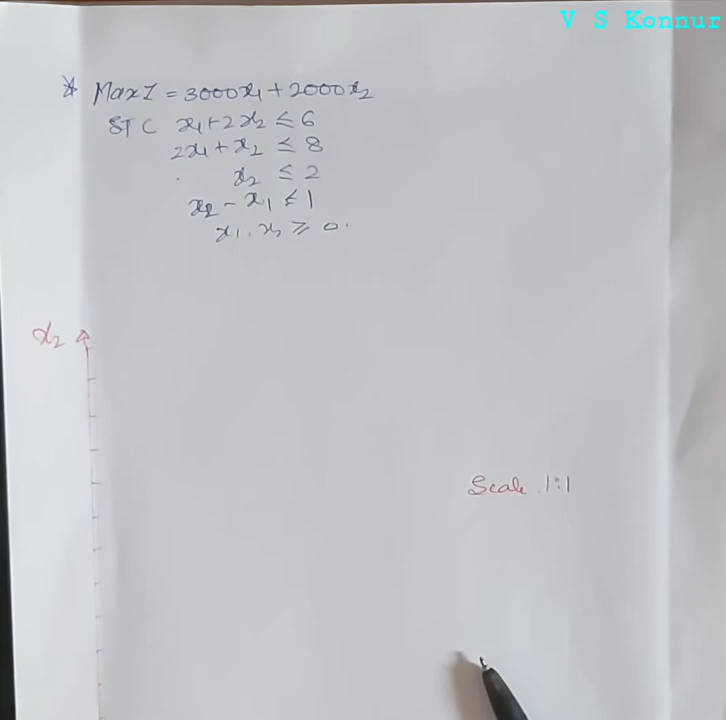 V S Konnur
* Max Z = 3000x₁ + 2000x₂
STC x₁ + 2x₂ ≤ 6
2x₁ + x₂ ≤ 8
x₂ ≤ 2
x₂ - x₁ ≤ 1
x₁, x₂ ≥ 0.
x₂
Scale 1:1